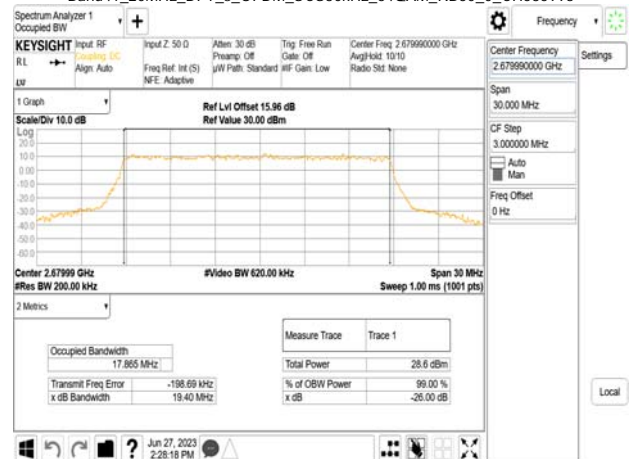 Spectrum Analyzer 1
Occupied BW
Frequency
KEYSIGHT
Input: RF
Coupling: DC
Align: Auto
RL
LV
Input Z: 50 Ω
Freq Ref: Int (S)
NFE: Adaptive
Atten: 30 dB
Preamp: Off
µW Path: Standard
Trig: Free Run
Gate: Off
#IF Gain: Low
Center Freq: 2.679990000 GHz
Avg|Hold: 10/10
Radio Std: None
Center Frequency
2.679990000 GHz
Settings
Span
30.000 MHz
CF Step
3.000000 MHz
Auto
Man
Freq Offset
0 Hz
Local
1 Graph
Scale/Div 10.0 dB
Ref Lvl Offset 15.96 dB
Ref Value 30.00 dBm
Log
20.0
10.0
0.00
-10.0
-20.0
-30.0
-40.0
-50.0
-60.0
Center 2.67999 GHz
#Video BW 620.00 kHz
Span 30 MHz
#Res BW 200.00 kHz
Sweep 1.00 ms (1001 pts)
2 Metrics
Measure Trace
Trace 1
Occupied Bandwidth
17.865 MHz
Total Power
28.6 dBm
Transmit Freq Error
-198.69 kHz
% of OBW Power
99.00 %
x dB Bandwidth
19.40 MHz
x dB
-26.00 dB
Jun 27, 2023
2:28:18 PM